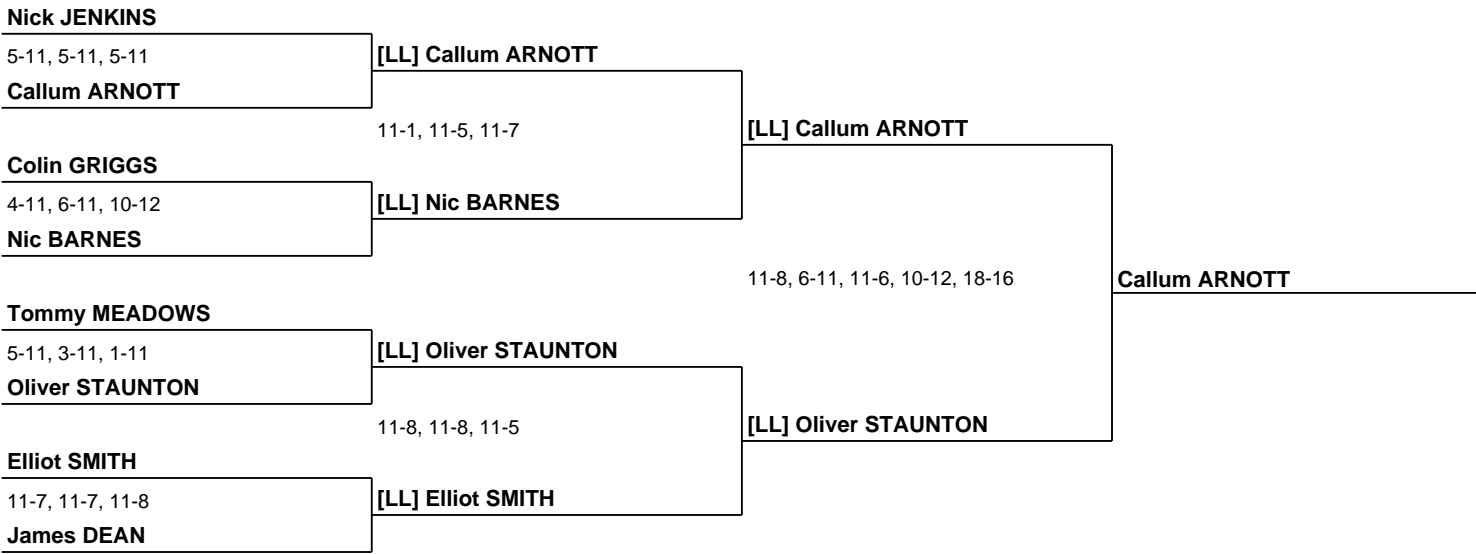 Nick JENKINS
5-11, 5-11, 5-11
[LL] Callum ARNOTT
Callum ARNOTT
11-1, 11-5, 11-7
[LL] Callum ARNOTT
Colin GRIGGS
4-11, 6-11, 10-12
[LL] Nic BARNES
Nic BARNES
11-8, 6-11, 11-6, 10-12, 18-16
Callum ARNOTT
Tommy MEADOWS
5-11, 3-11, 1-11
[LL] Oliver STAUNTON
Oliver STAUNTON
11-8, 11-8, 11-5
[LL] Oliver STAUNTON
Elliot SMITH
11-7, 11-7, 11-8
[LL] Elliot SMITH
James DEAN